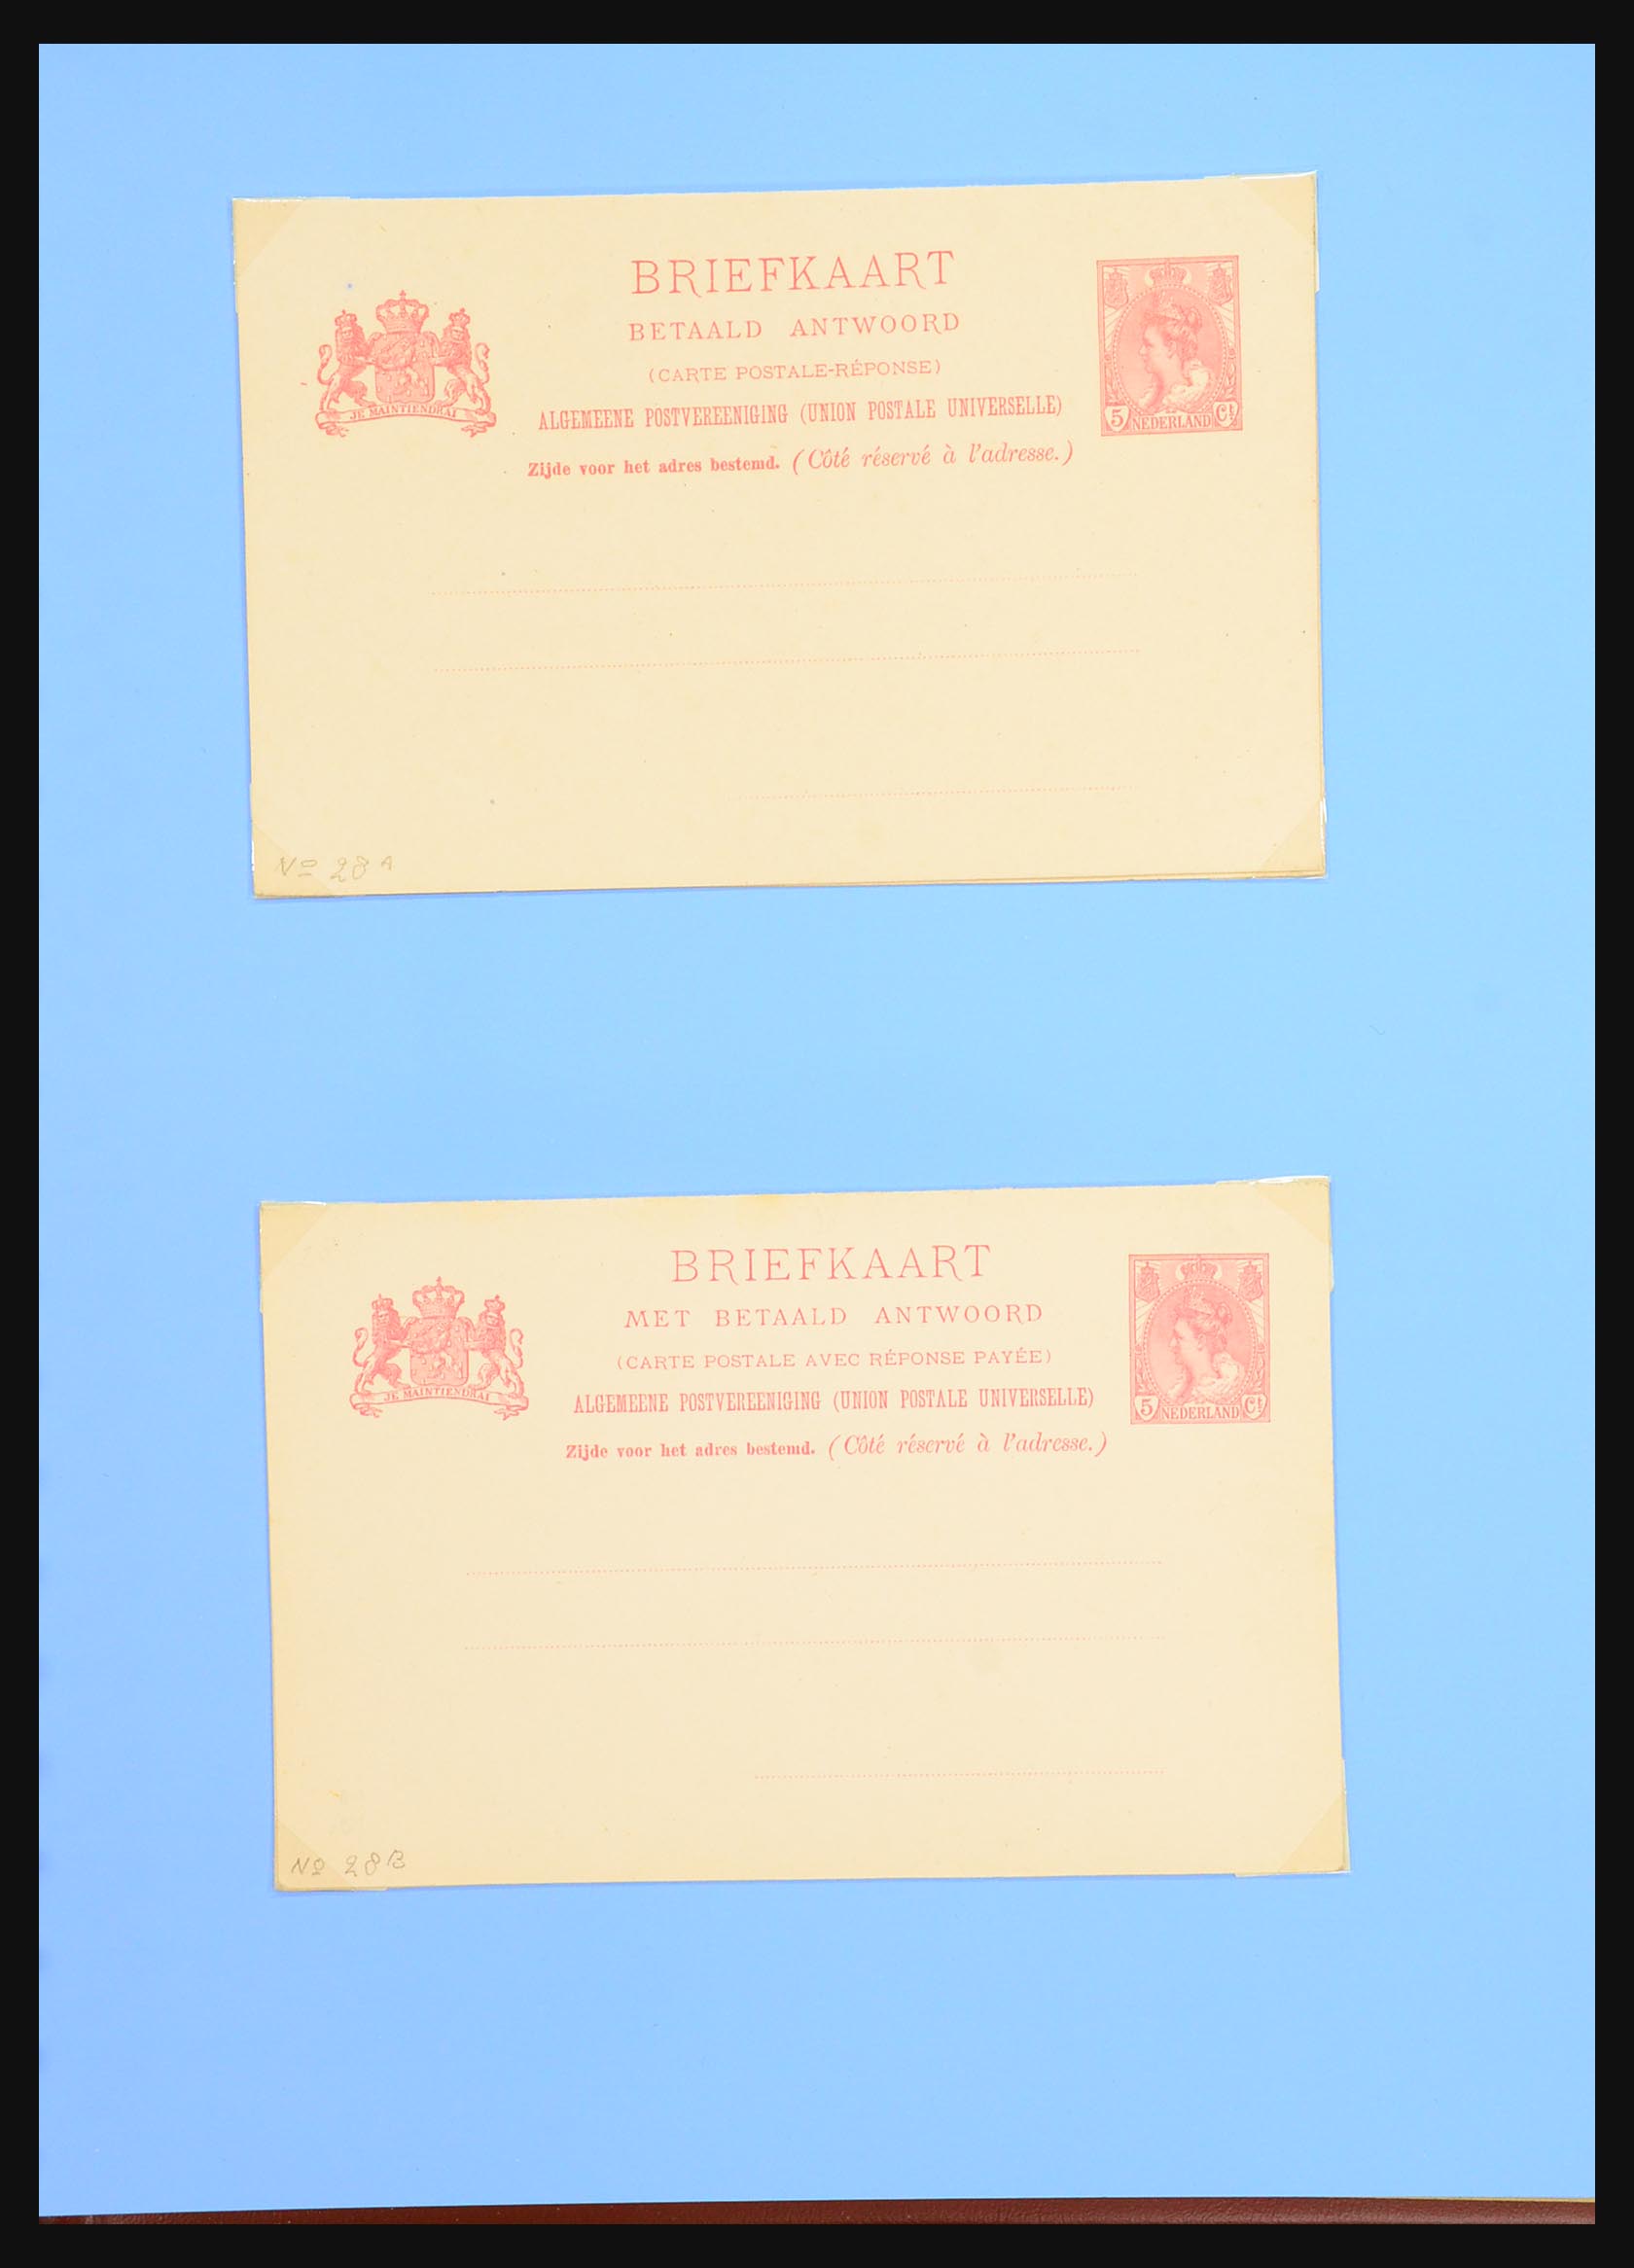 BRIEFKAART
BETAALD ANTWOORD
(CARTE POSTALE-RÉPONSE)
ALGEMEENE POSTVEREENIGING (UNION POSTALE UNIVERSELLE)
Zijde voor het adres bestemd. (Côté réservé à l'adresse.)
JE MAINTIENDRAI
5 NEDERLAND Ct
No 28 A
BRIEFKAART
MET BETAALD ANTWOORD
(CARTE POSTALE AVEC RÉPONSE PAYÉE)
ALGEMEENE POSTVEREENIGING (UNION POSTALE UNIVERSELLE)
Zijde voor het adres bestemd. (Côté réservé à l'adresse.)
JE MAINTIENDRAI
5 NEDERLAND Ct
No 28 B